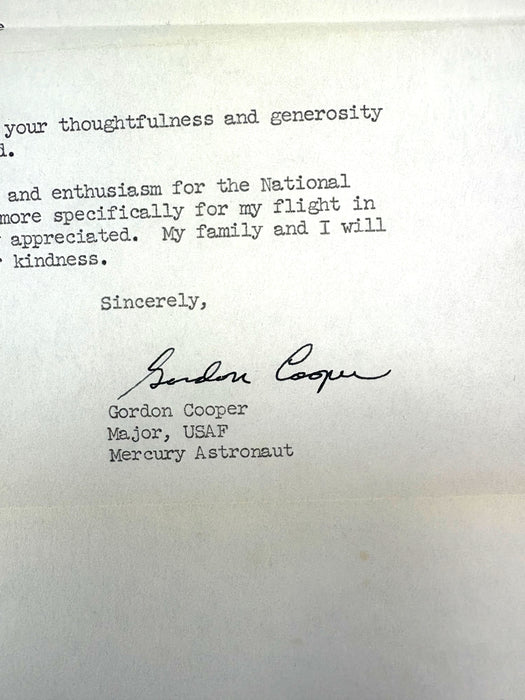 e
your thoughtfulness and generosity
d.
and enthusiasm for the National
more specifically for my flight in
appreciated. My family and I will
kindness.
Sincerely,
Gordon Cooper
Gordon Cooper
Major, USAF
Mercury Astronaut